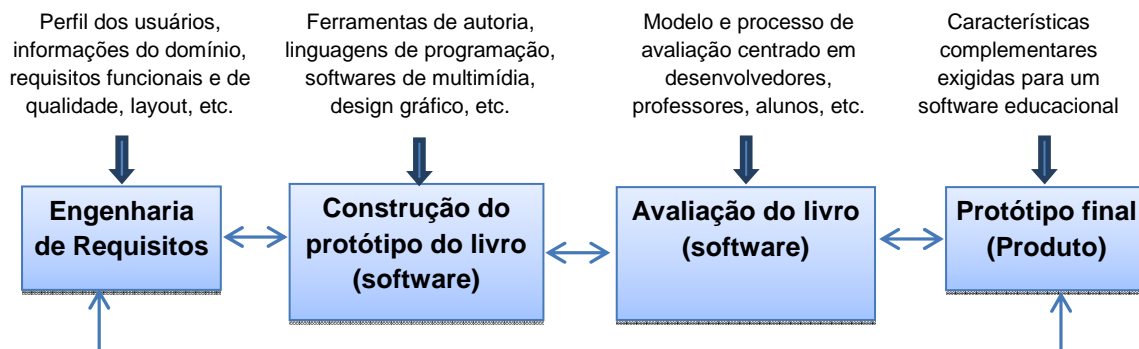 Perfil dos usuários,
informações do domínio,
requisitos funcionais e de
qualidade, layout, etc.
Ferramentas de autoria,
linguagens de programação,
softwares de multimídia,
design gráfico, etc.
Modelo e processo de
avaliação centrado em
desenvolvedores,
professores, alunos, etc.
Características
complementares
exigidas para um
software educacional
Engenharia
de Requisitos
Construção do
protótipo do livro
(software)
Avaliação do livro
(software)
Protótipo final
(Produto)